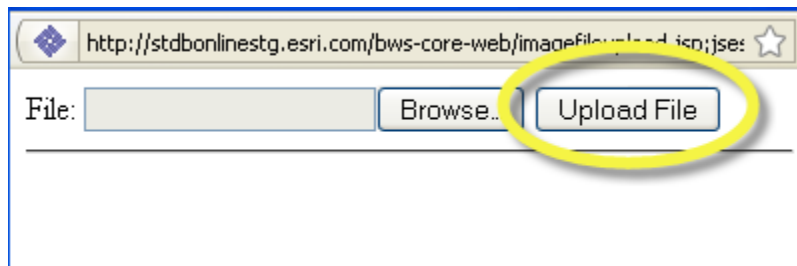 http://stdbonlinestg.esri.com/bws-core-web/imagefileupload.jsp;jses
File: Browse... Upload File